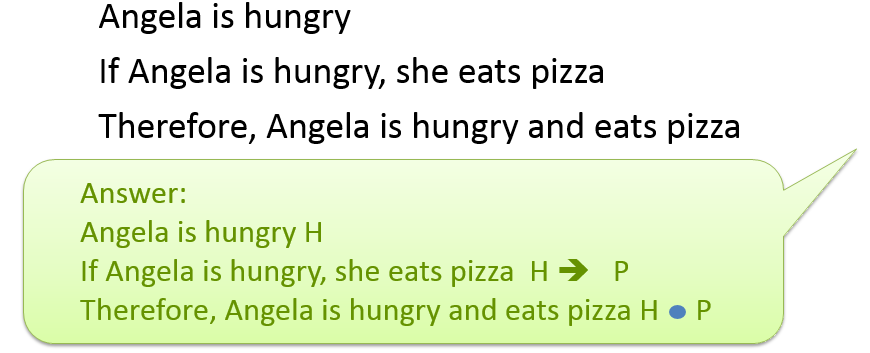 Angela is hungry
If Angela is hungry, she eats pizza
Therefore, Angela is hungry and eats pizza
Answer:
Angela is hungry H
If Angela is hungry, she eats pizza H ➔ P
Therefore, Angela is hungry and eats pizza H ● P